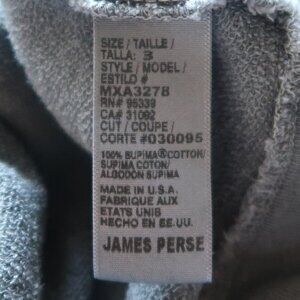 SIZE / TAILLE /
TALLA: 3
STYLE / MODEL /
ESTILO #
MXA3278
RN# 95339
CA# 31092
CUT / COUPE /
CORTE #030095
100% SUPIMA® COTTON/
SUPIMA COTON/
ALGODON SUPIMA
MADE IN U.S.A.
FABRIQUE AUX
ETATS UNIS
HECHO EN EE.UU.
JAMES PERSE